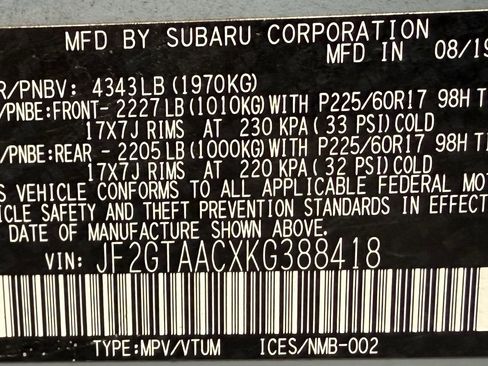 MFD BY SUBARU CORPORATION
MFD IN 08/19
R/PNBV: 4343LB (1970KG)
/PNBE:FRONT- 2227LB (1010KG) WITH P225/60R17 98H TI
17X7J RIMS AT 230 KPA ( 33 PSI) COLD
/PNBE:REAR - 2205LB (1000KG) WITH P225/60R17 98H TI
17X7J RIMS AT 220 KPA ( 32 PSI) COLD
S VEHICLE CONFORMS TO ALL APPLICABLE FEDERAL MOT
ICLE SAFETY AND THEFT PREVENTION STANDARDS IN EFFECT
DATE OF MANUFACTURE SHOWN ABOVE.
VIN: JF2GTAACXKG388418
TYPE:MPV/VTUM ICES/NMB-002